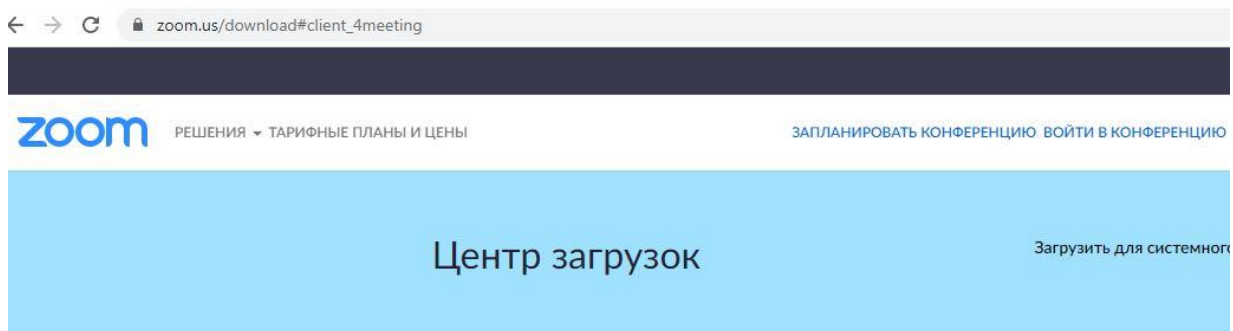 zoom.us/download#client_4meeting
zoom РЕШЕНИЯ ТАРИФНЫЕ ПЛАНЫ И ЦЕНЫ ЗАПЛАНИРОВАТЬ КОНФЕРЕНЦИЮ ВОЙТИ В КОНФЕРЕНЦИЮ
Центр загрузок
Загрузить для системного